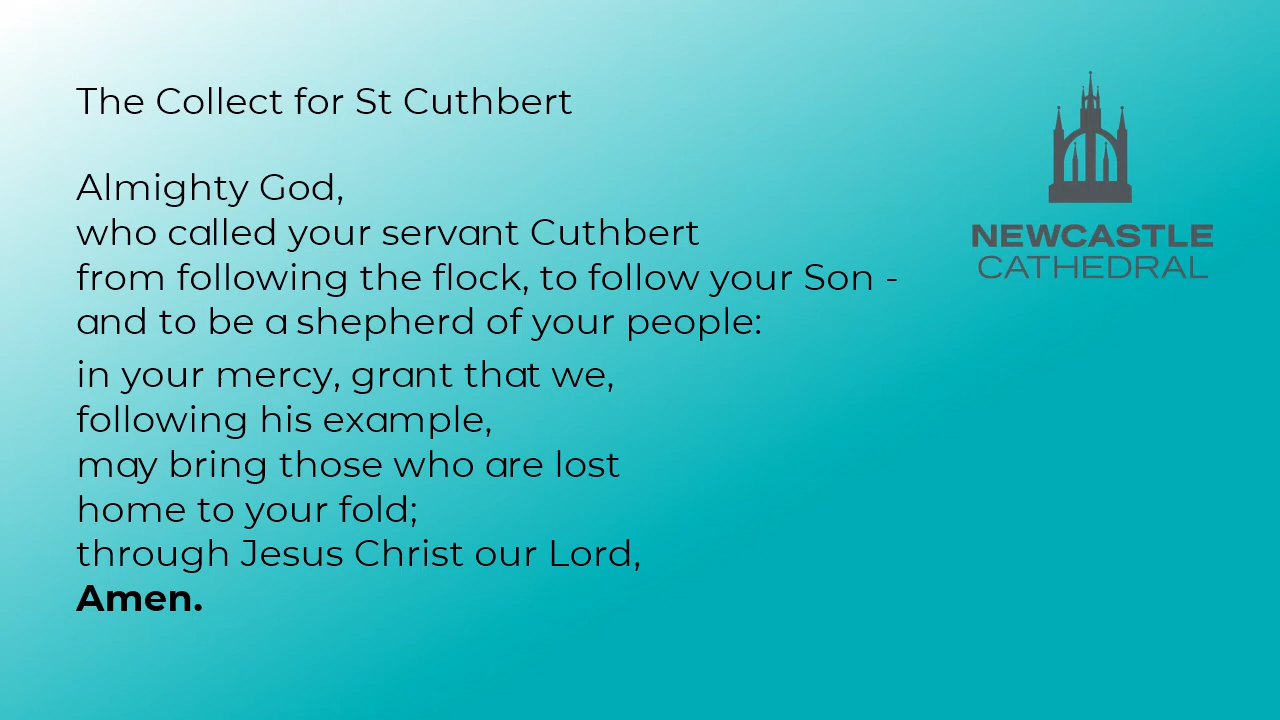 The Collect for St Cuthbert
Almighty God,
who called your servant Cuthbert
from following the flock, to follow your Son -
and to be a shepherd of your people:
in your mercy, grant that we,
following his example,
may bring those who are lost
home to your fold;
through Jesus Christ our Lord,
Amen.
NEWCASTLE
CATHEDRAL